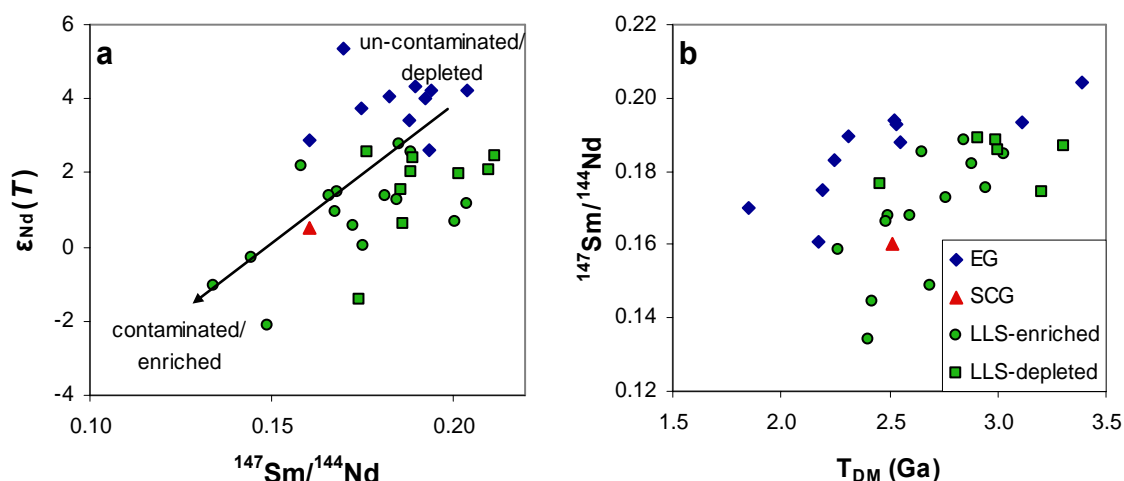 a
un-contaminated/
depleted
contaminated/
enriched
6
4
2
0
-2
-4
0.10
0.15
0.20
εNd(T)
¹⁴⁷Sm/¹⁴⁴Nd
b
0.22
0.20
0.18
0.16
0.14
0.12
1.5
2.0
2.5
3.0
3.5
¹⁴⁷Sm/¹⁴⁴Nd
T_DM (Ga)
EG
SCG
LLS-enriched
LLS-depleted